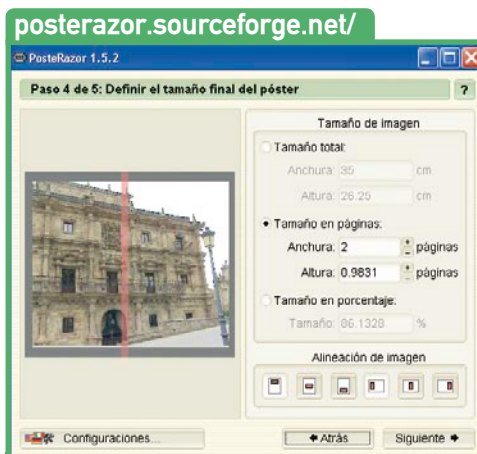 posterazor.sourceforge.net/
PosteRazor 1.5.2
Paso 4 de 5: Definir el tamaño final del póster
?
Tamaño de imagen
Tamaño total:
Anchura: 35 cm
Altura: 26.25 cm
Tamaño en páginas:
Anchura: 2 páginas
Altura: 0.9831 páginas
Tamaño en porcentaje:
Tamaño: 86.1328 %
Alineación de imagen
Configuraciones...
Atrás
Siguiente